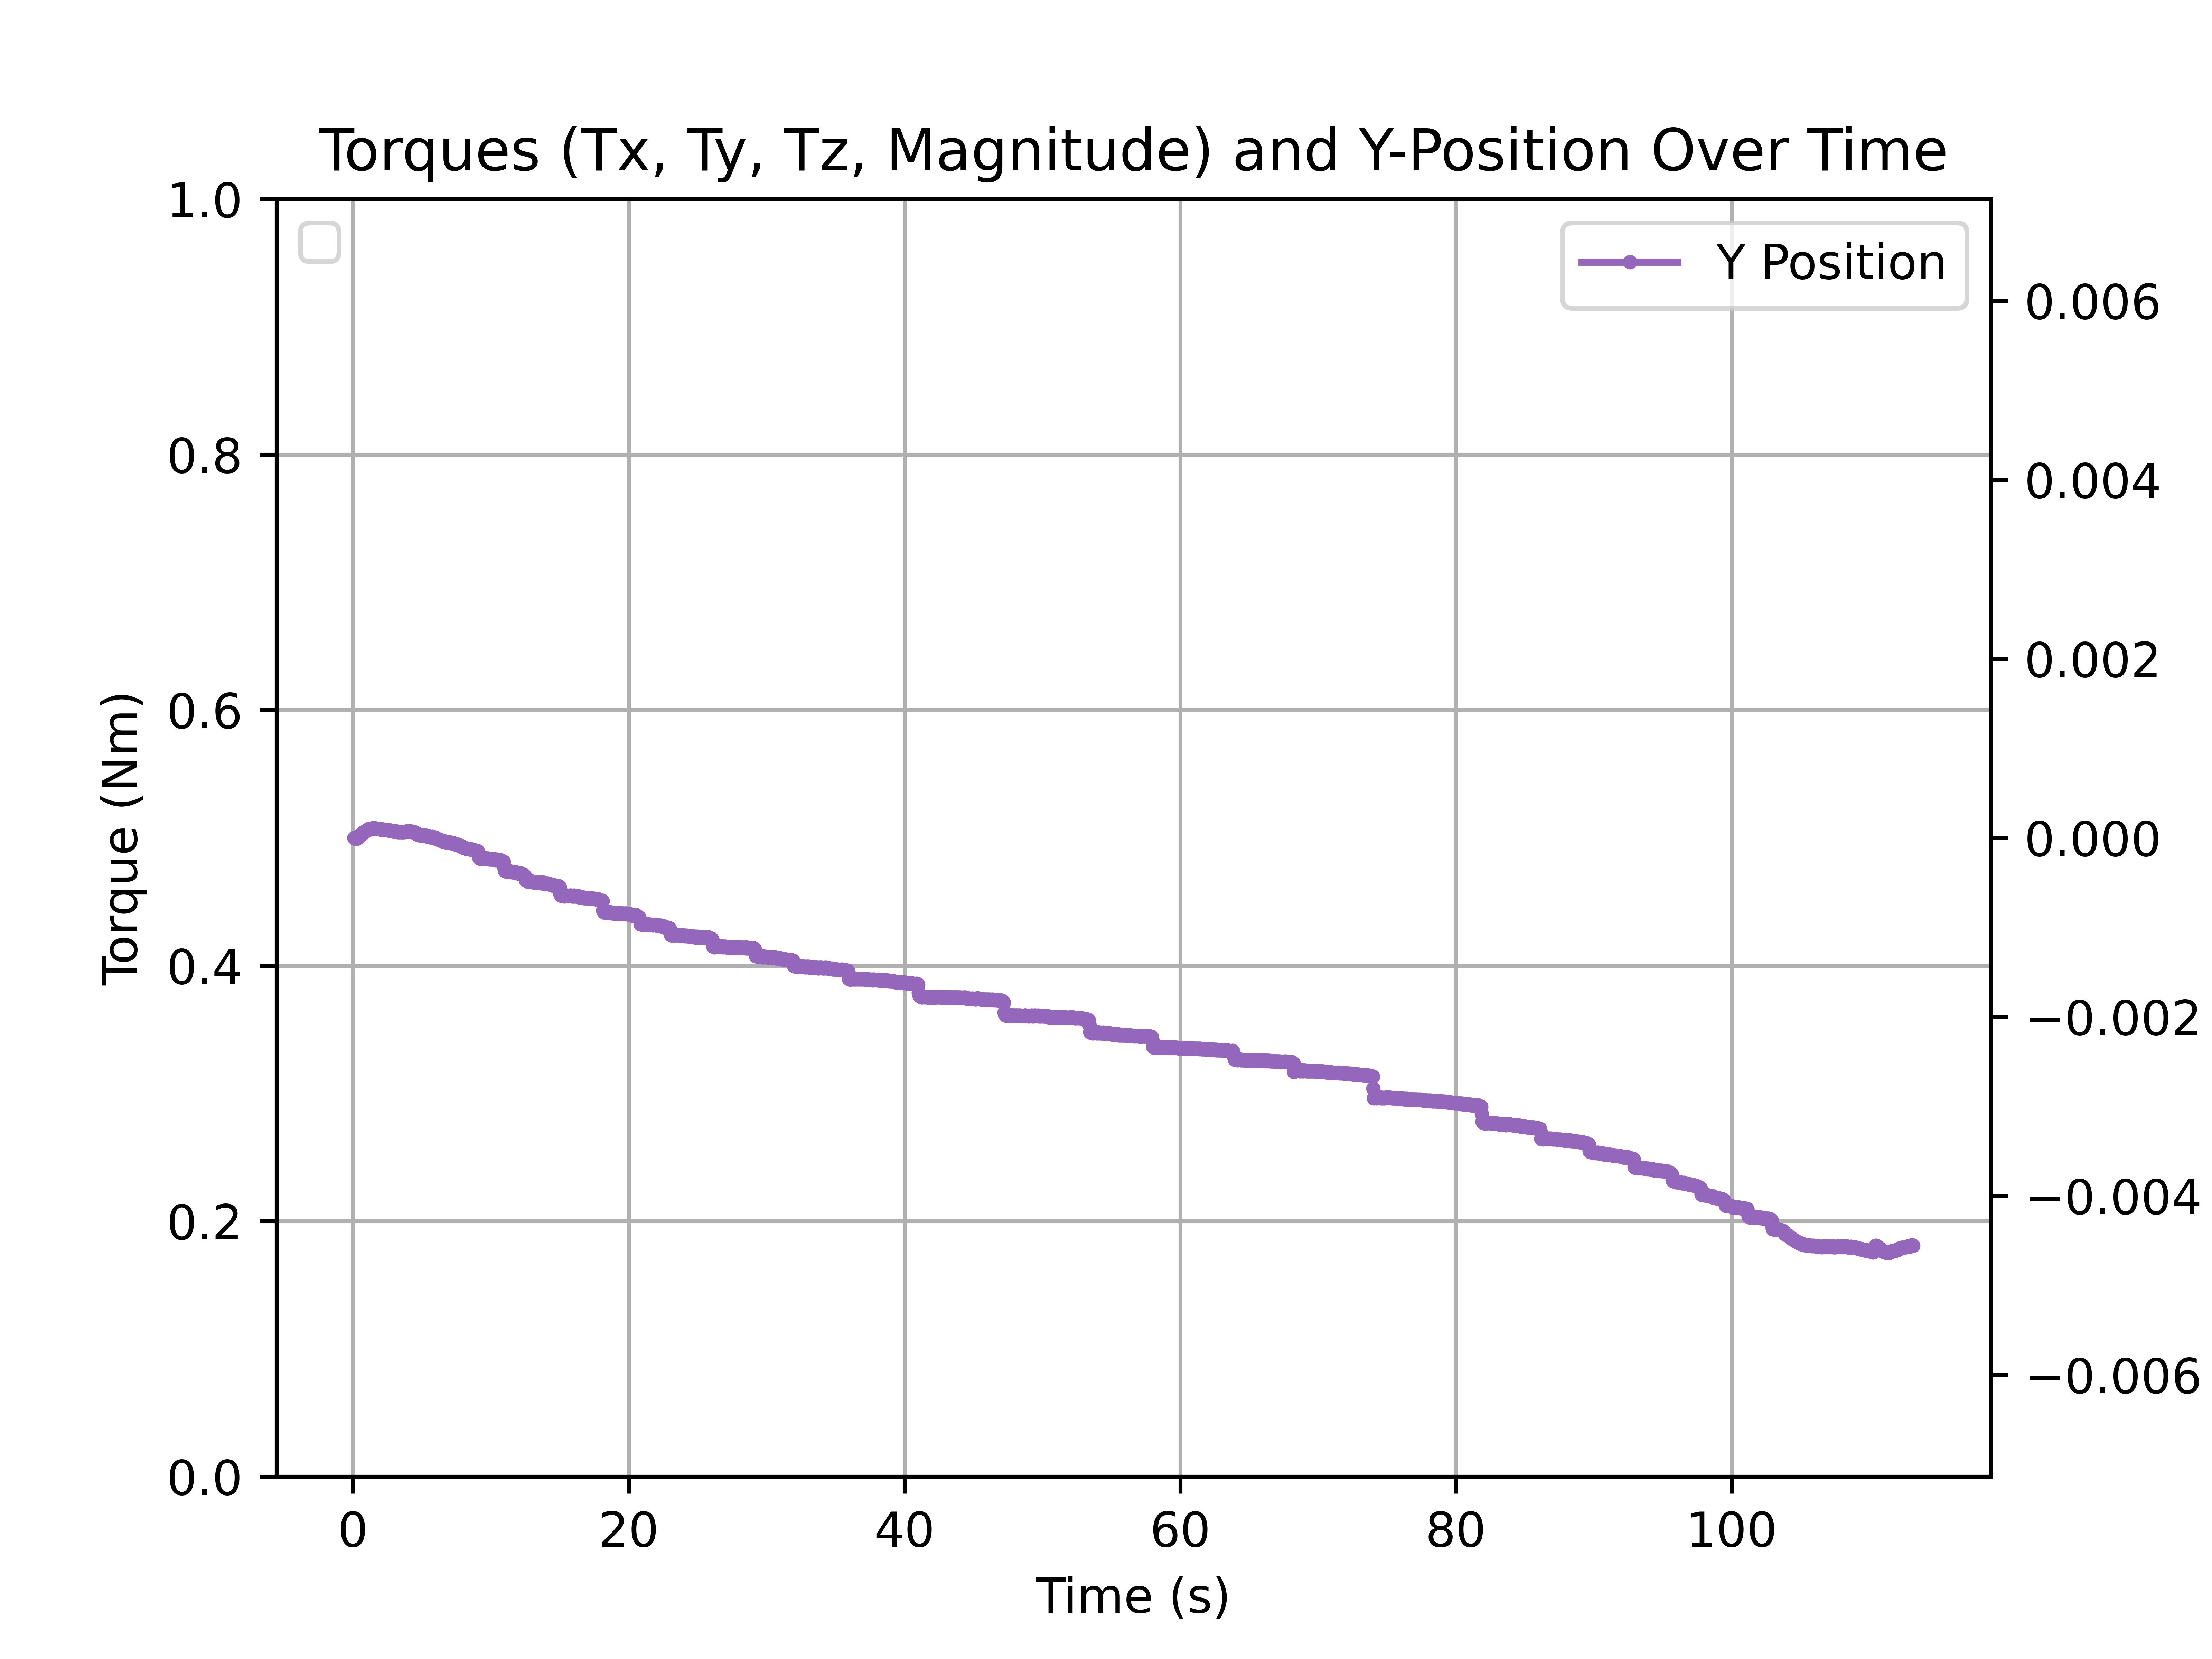 Torques (Tx, Ty, Tz, Magnitude) and Y-Position Over Time
Y Position
1.0
0.8
0.6
0.4
0.2
0.0
Torque (Nm)
0.006
0.004
0.002
0.000
−0.002
−0.004
−0.006
0 20 40 60 80 100
Time (s)